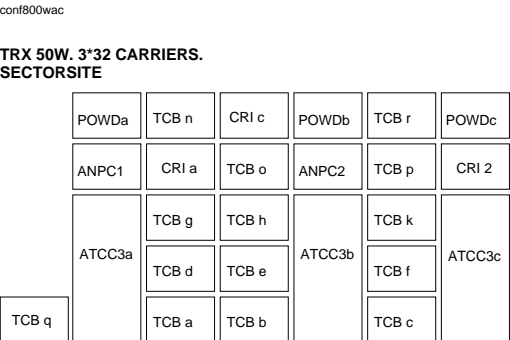 conf800wac
TRX 50W. 3*32 CARRIERS.
SECTORSITE
POWDa TCB n CRI c POWDb TCB r POWDc
ANPC1 CRI a TCB o ANPC2 TCB p CRI 2
TCB g TCB h TCB k
ATCC3a ATCC3b ATCC3c
TCB d TCB e TCB f
TCB q TCB a TCB b TCB c